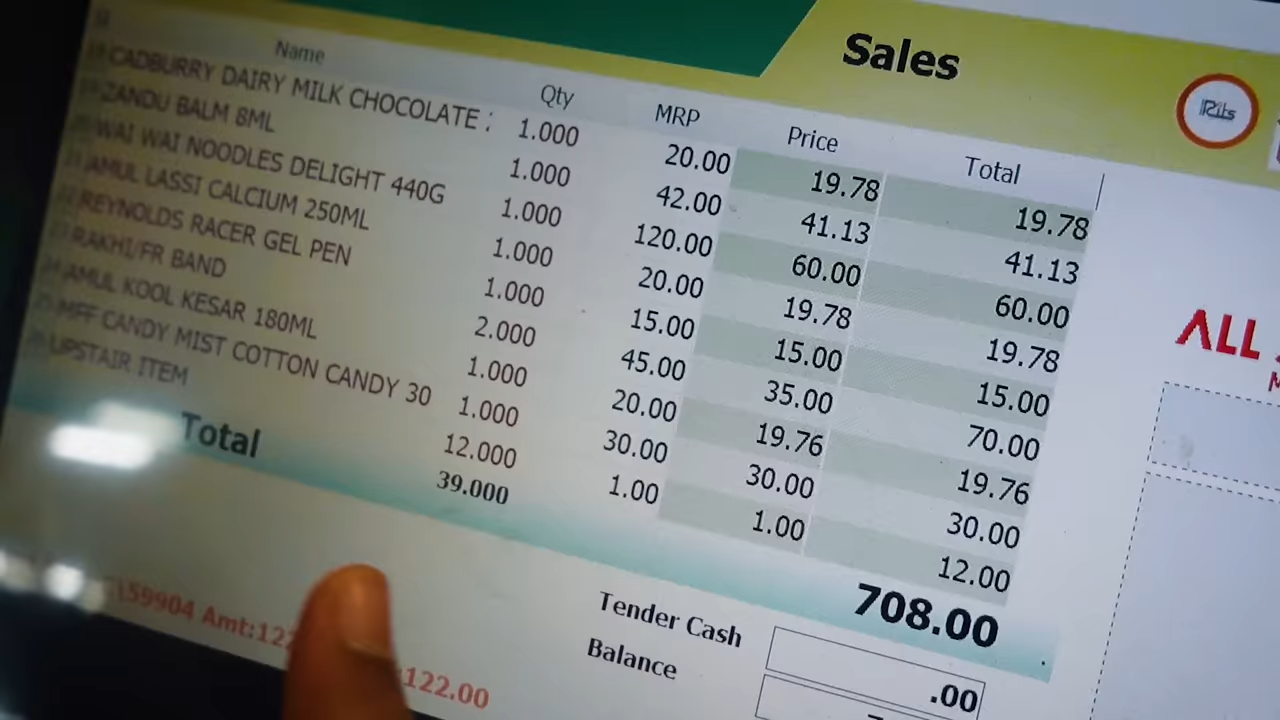 Sales
Rits
Name Qty MRP Price Total
CADBURRY DAIRY MILK CHOCOLATE : 1.000 20.00 19.78 19.78
ZANDU BALM 8ML 1.000 42.00 41.13 41.13
WAI WAI NOODLES DELIGHT 440G 1.000 120.00 60.00 60.00
AMUL LASSI CALCIUM 250ML 1.000 20.00 19.78 19.78
REYNOLDS RACER GEL PEN 1.000 15.00 15.00 15.00
RAKHI/FR BAND 2.000 45.00 35.00 70.00
AMUL KOOL KESAR 180ML 1.000 20.00 19.76 19.76
MFF CANDY MIST COTTON CANDY 30 1.000 30.00 30.00 30.00
UPSTAIR ITEM 12.000 1.00 1.00 12.00
Total 39.000 708.00
ALL
Tender Cash .00
Balance
\59904 Amt:122 :122.00